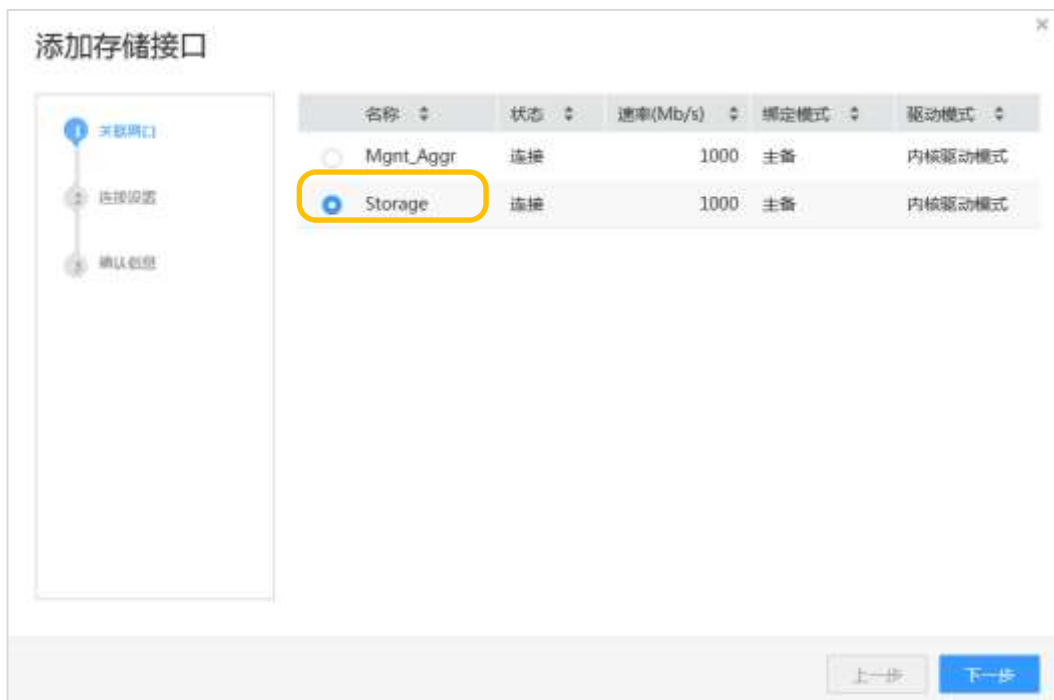 添加存储接口
×
1 关联网口
2 连接设置
3 确认信息
名称 状态 速率(Mb/s) 绑定模式 驱动模式
Mgnt_Aggr 连接 1000 主备 内核驱动模式
Storage 连接 1000 主备 内核驱动模式
上一步 下一步